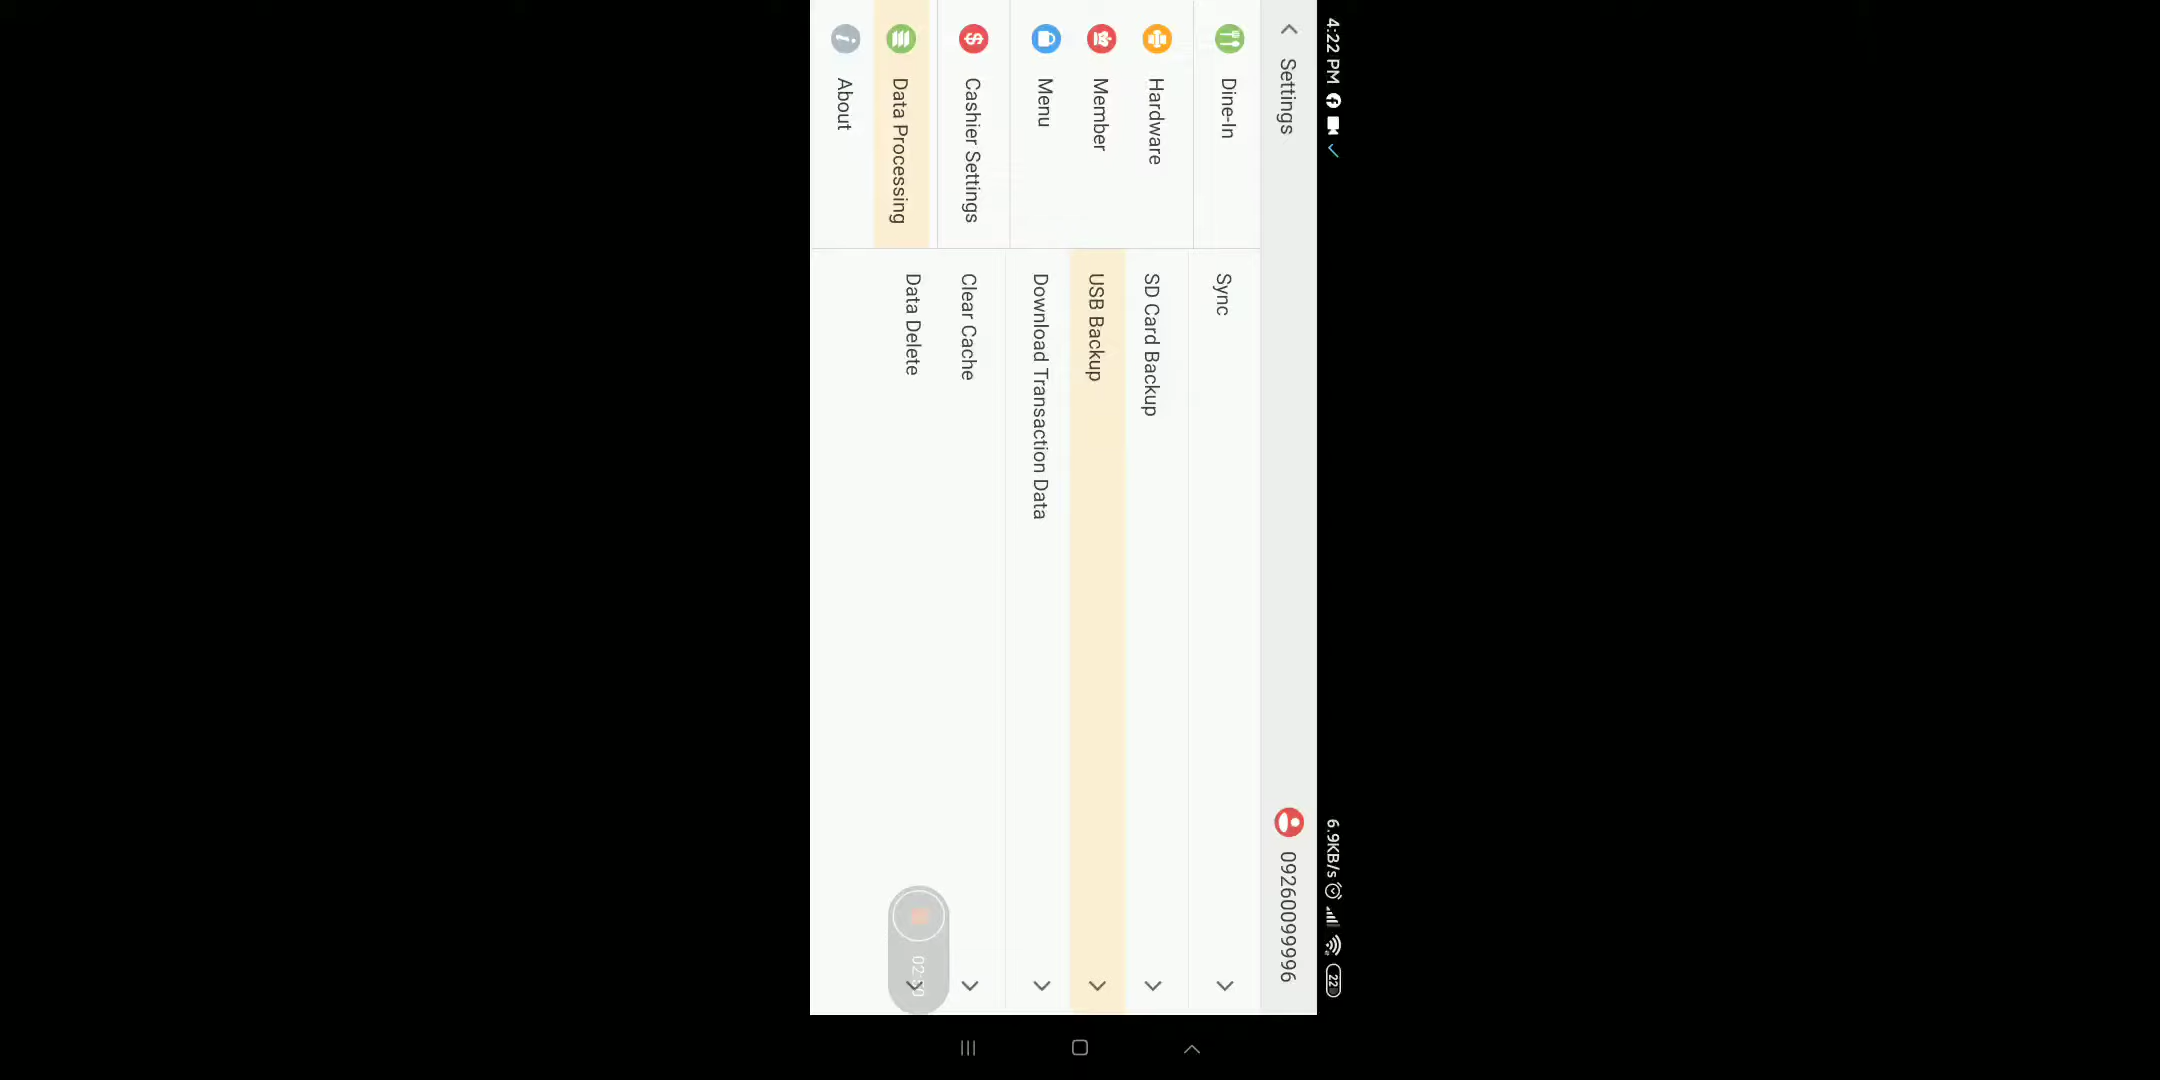 4:22 PM
6.9KB/s
22
Settings
09260099996
Dine-In
Hardware
Member
Menu
Cashier Settings
Data Processing
About
Sync
SD Card Backup
USB Backup
Download Transaction Data
Clear Cache
Data Delete